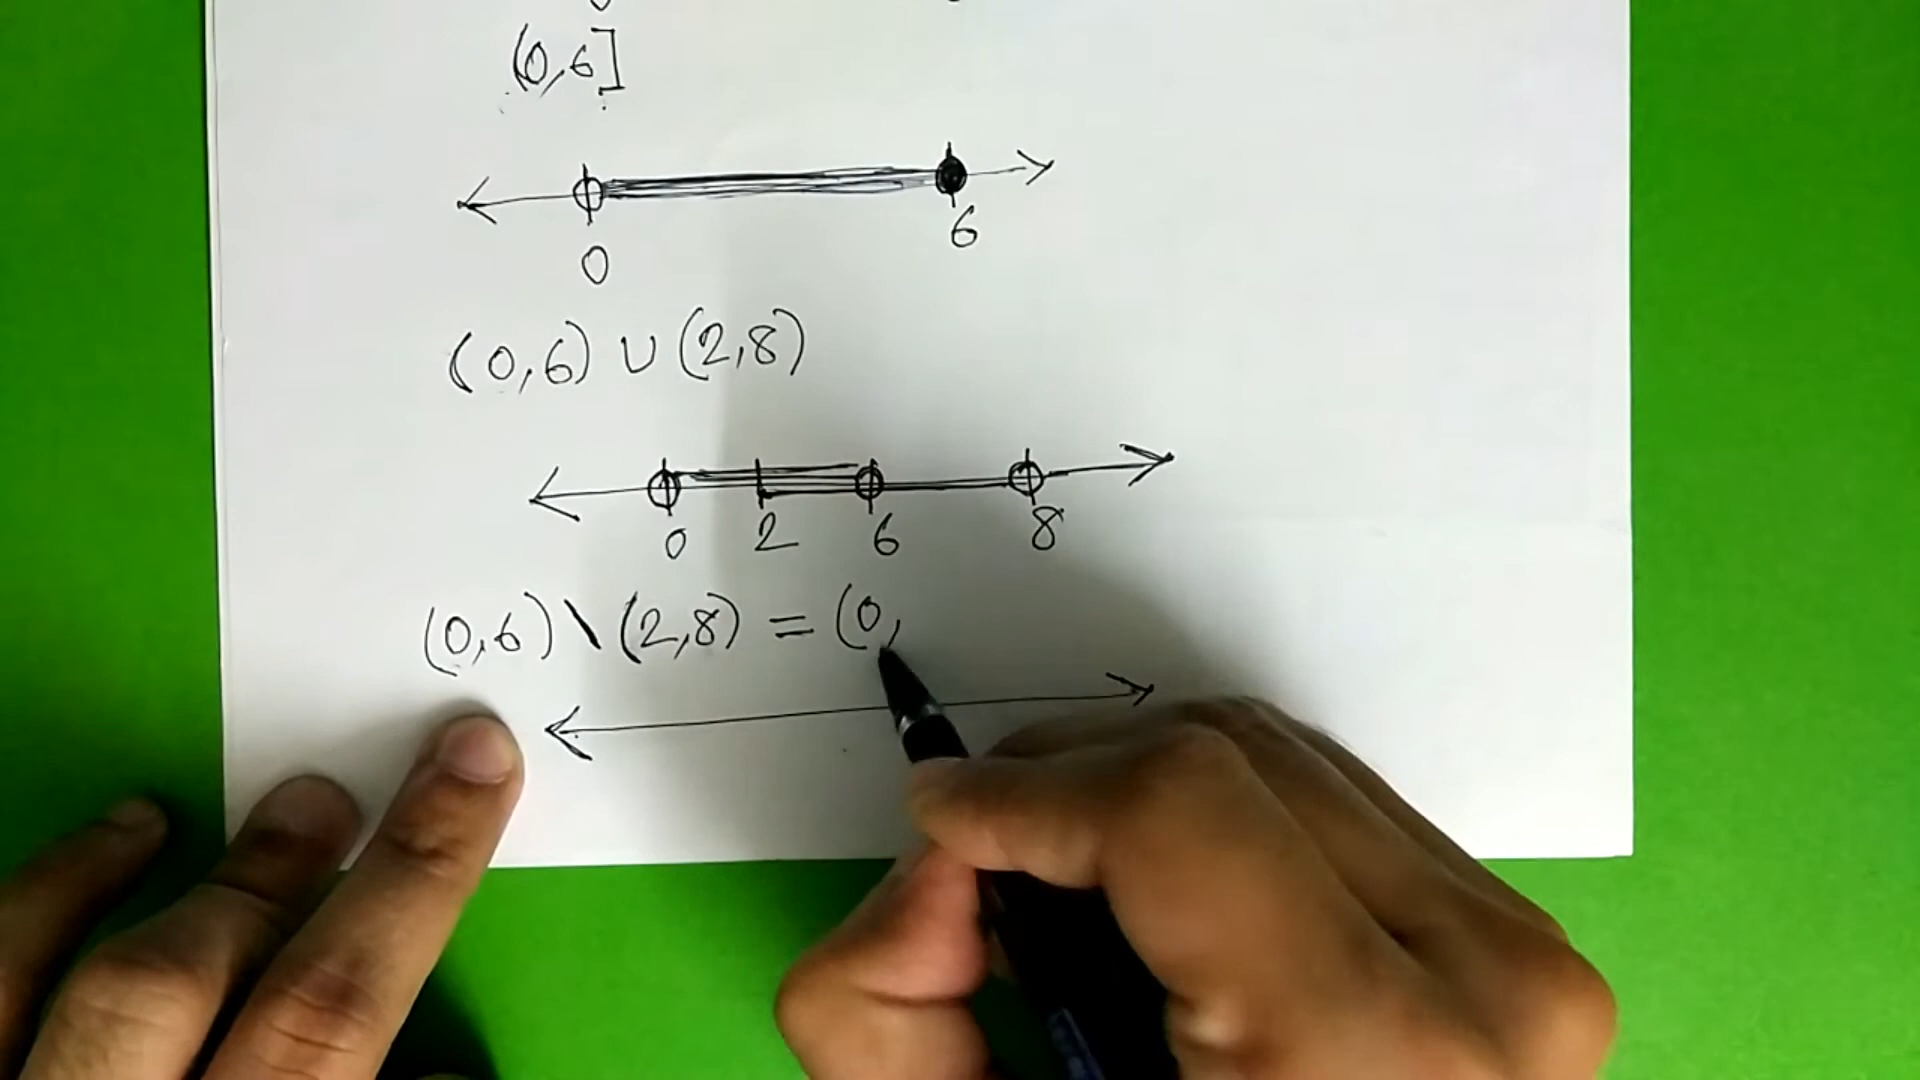 (0,6]
0 6
(0,6) ∪ (2,8)
0 2 6 8
(0,6) \ (2,8) = (0,